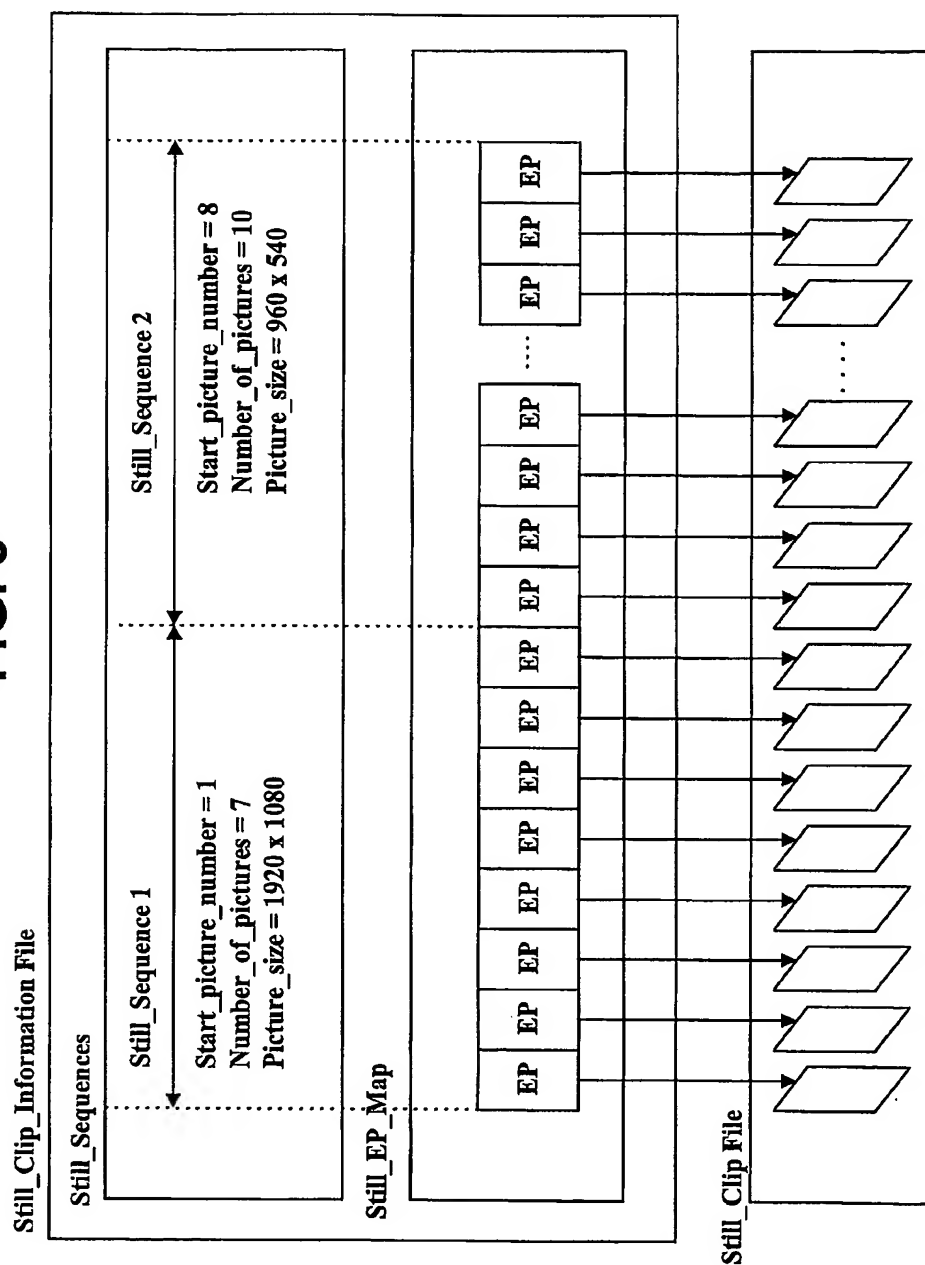 Still_Clip_Information File
Still_Sequences
Still_Sequence 1
Start_picture_number = 1
Number_of_pictures = 7
Picture_size = 1920 x 1080
Still_Sequence 2
Start_picture_number = 8
Number_of_pictures = 10
Picture_size = 960 x 540
Still_EP_Map
EP EP EP EP EP EP EP EP EP EP EP EP ...... EP EP EP
Still_Clip File
.....